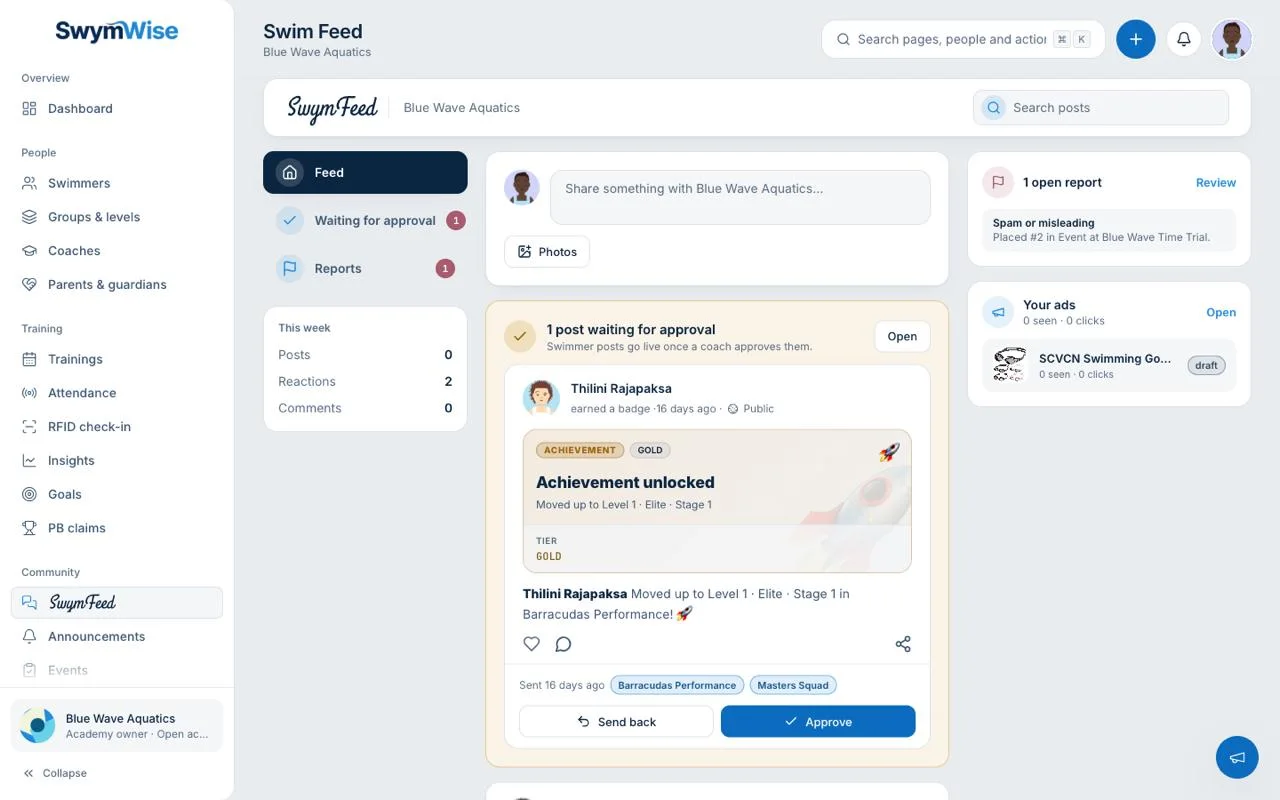 SwymWise
Overview
Dashboard
People
Swimmers
Groups & levels
Coaches
Parents & guardians
Training
Trainings
Attendance
RFID check-in
Insights
Goals
PB claims
Community
SwymFeed
Announcements
Events
Blue Wave Aquatics
Academy owner · Open ac...
Collapse
Swim Feed
Blue Wave Aquatics
Search pages, people and action
⌘ K
SwymFeed
Blue Wave Aquatics
Search posts
Feed
Waiting for approval 1
Reports 1
This week
Posts 0
Reactions 2
Comments 0
Share something with Blue Wave Aquatics...
Photos
1 post waiting for approval
Swimmer posts go live once a coach approves them.
Open
Thilini Rajapaksa
earned a badge ·16 days ago · Public
ACHIEVEMENT GOLD
Achievement unlocked
Moved up to Level 1 · Elite · Stage 1
TIER
GOLD
Thilini Rajapaksa Moved up to Level 1 · Elite · Stage 1 in
Barracudas Performance! 🚀
Sent 16 days ago Barracudas Performance Masters Squad
Send back
Approve
1 open report
Review
Spam or misleading
Placed #2 in Event at Blue Wave Time Trial.
Your ads
0 seen · 0 clicks
Open
SCVCN Swimming Go...
0 seen · 0 clicks
draft